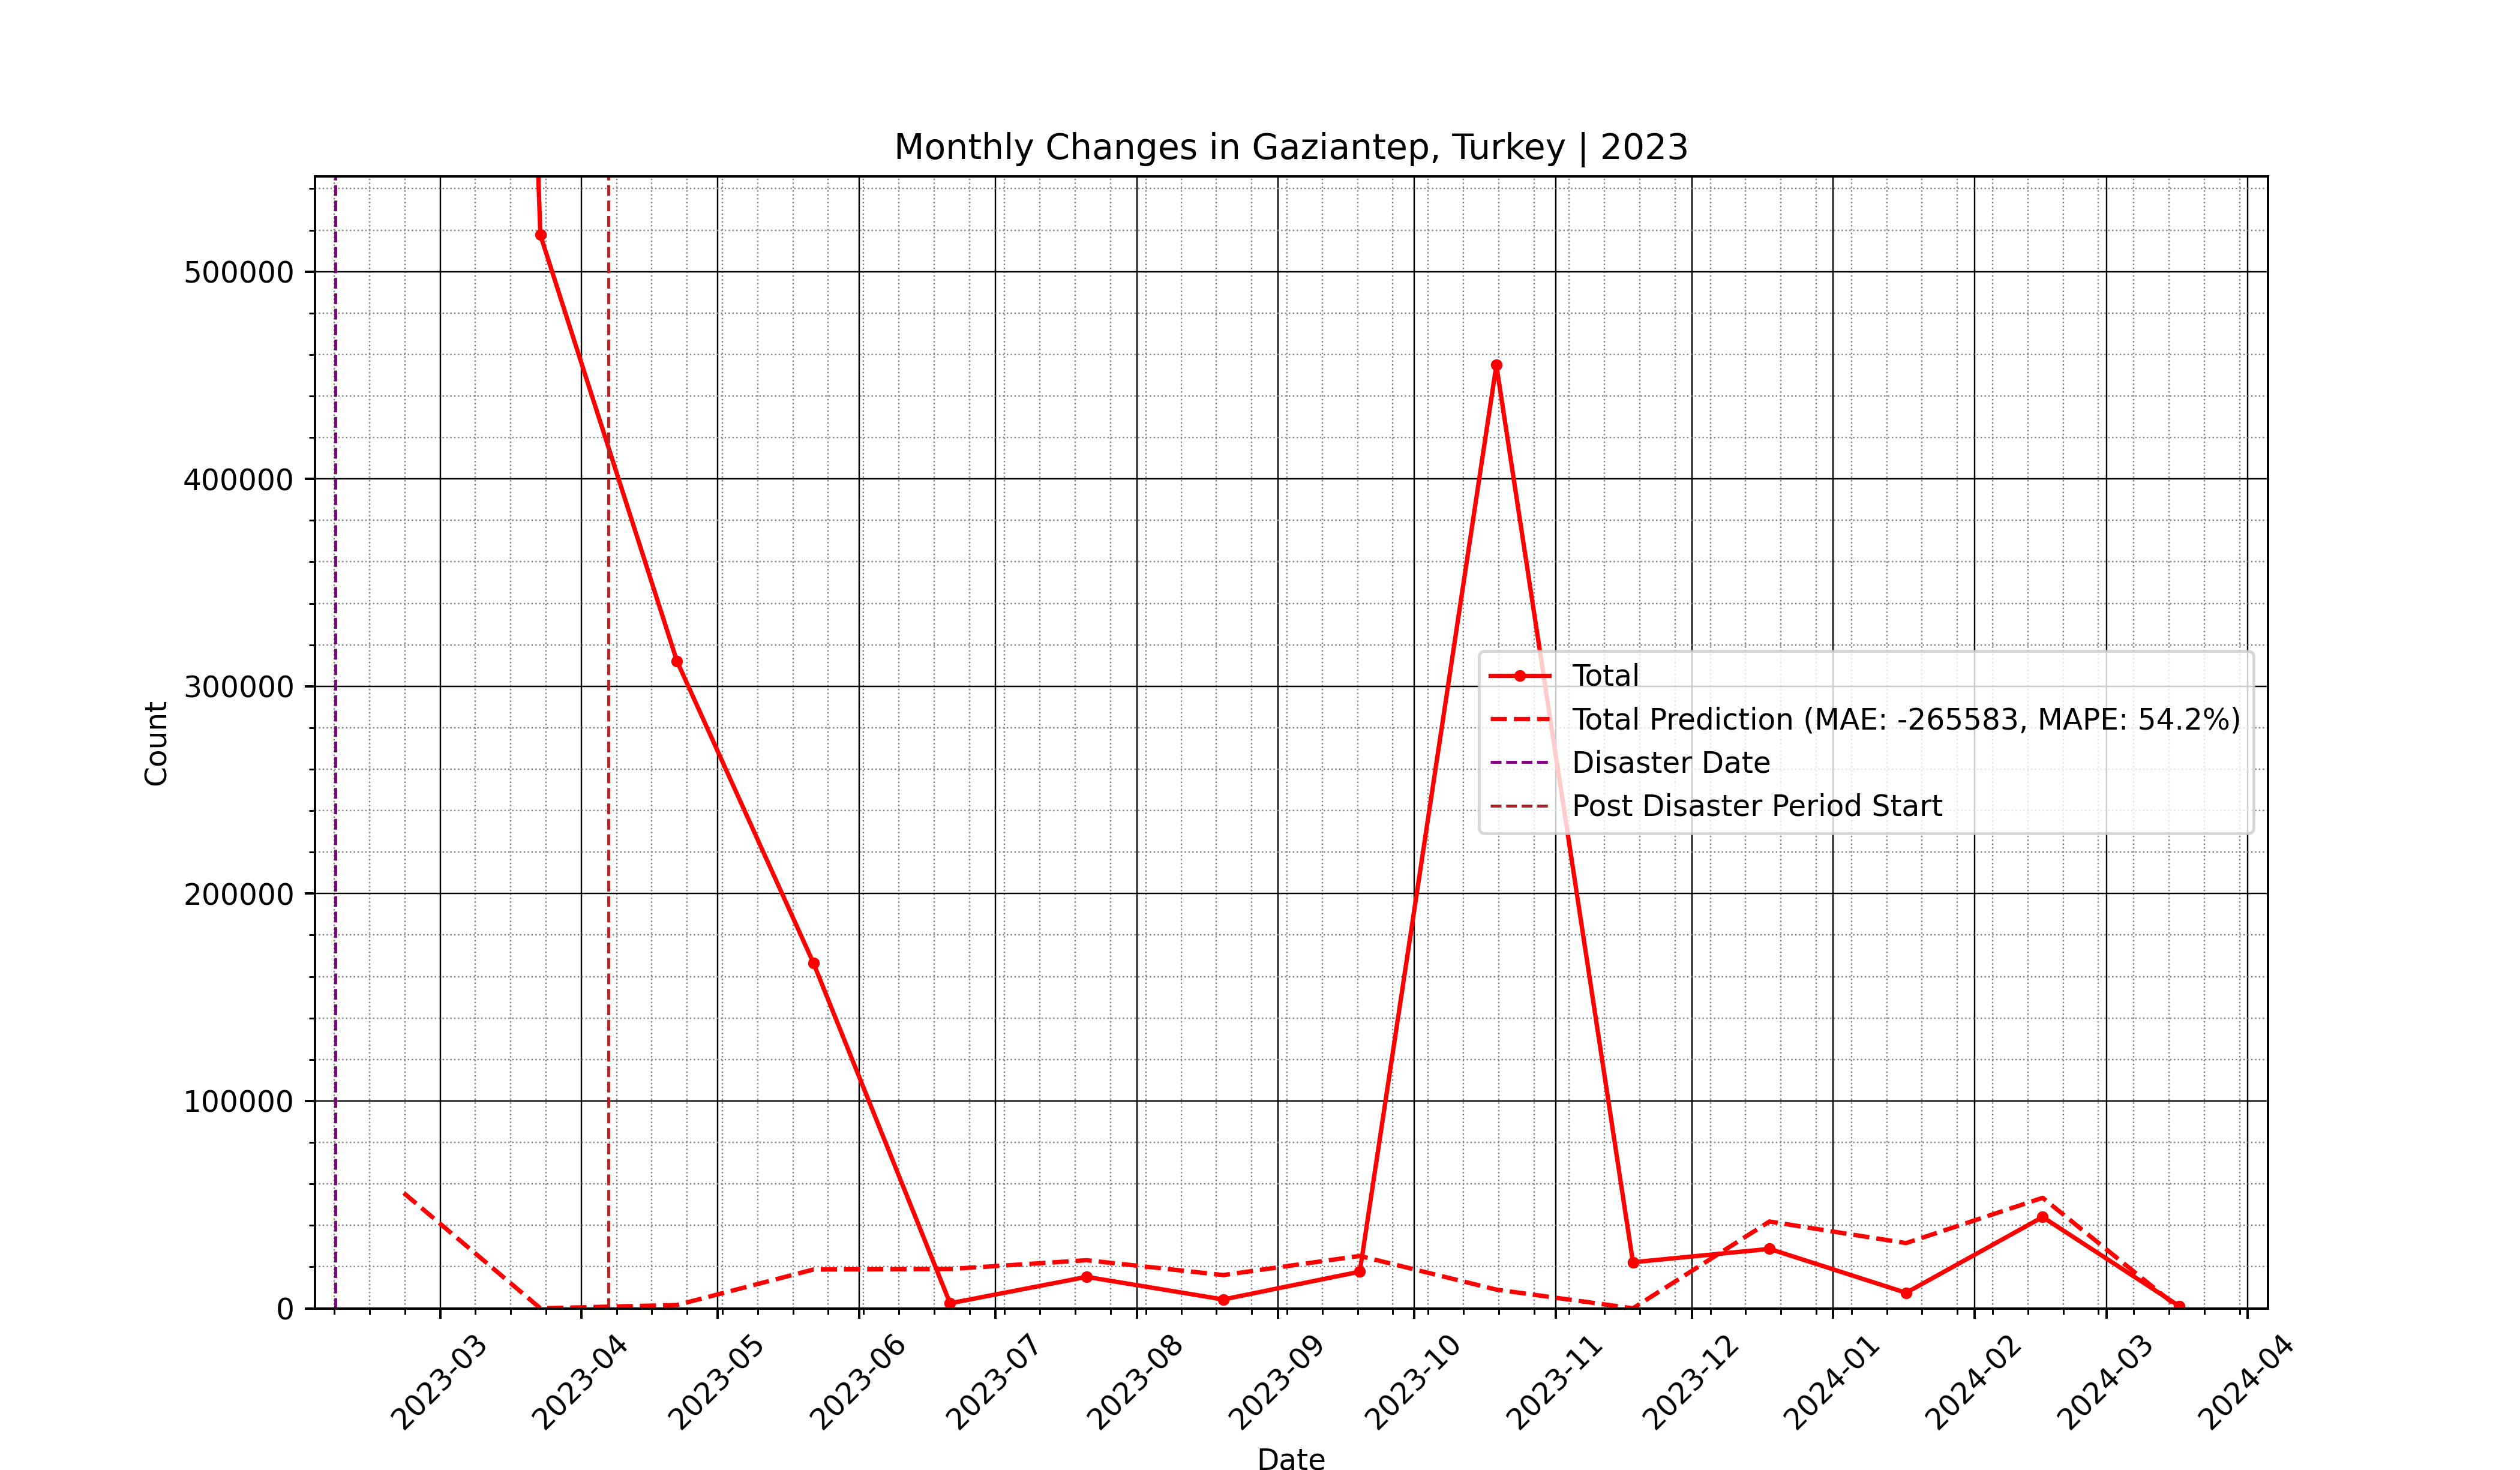 Monthly Changes in Gaziantep, Turkey | 2023
500000
400000
300000
200000
100000
0
Count
Total
Total Prediction (MAE: -265583, MAPE: 54.2%)
Disaster Date
Post Disaster Period Start
2023-03
2023-04
2023-05
2023-06
2023-07
2023-08
2023-09
2023-10
2023-11
2023-12
2024-01
2024-02
2024-03
2024-04
Date